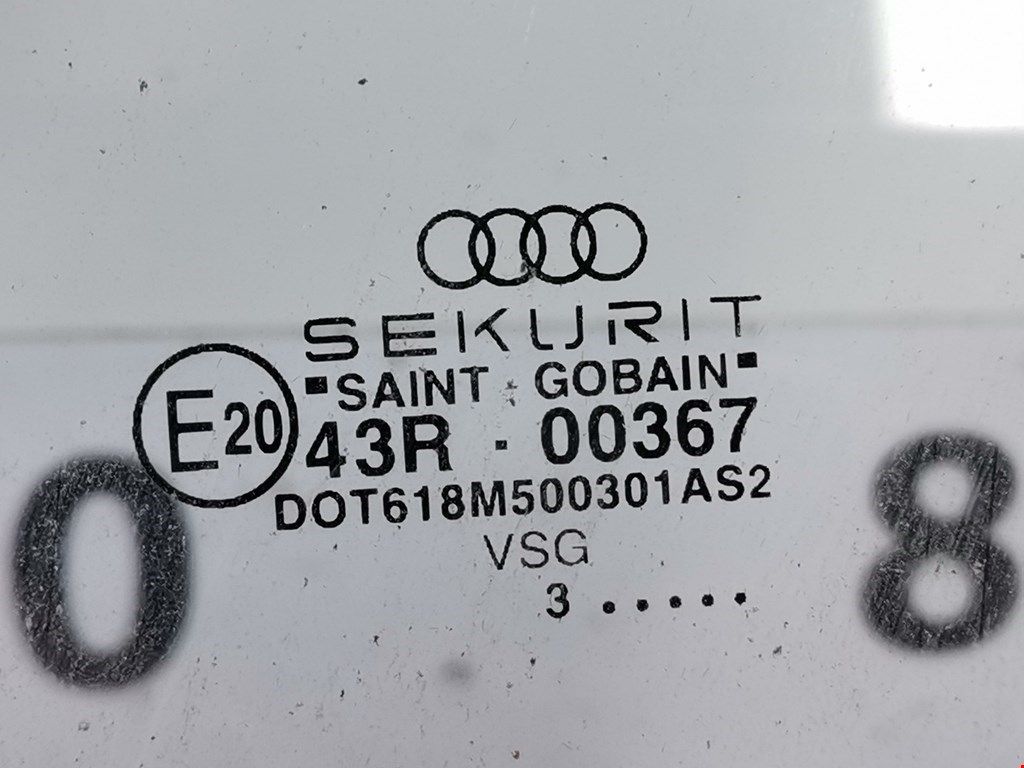 SEKURIT
SAINT · GOBAIN
E20
43R · 00367
DOT618M500301AS2
VSG
3 . . . . .
0 8